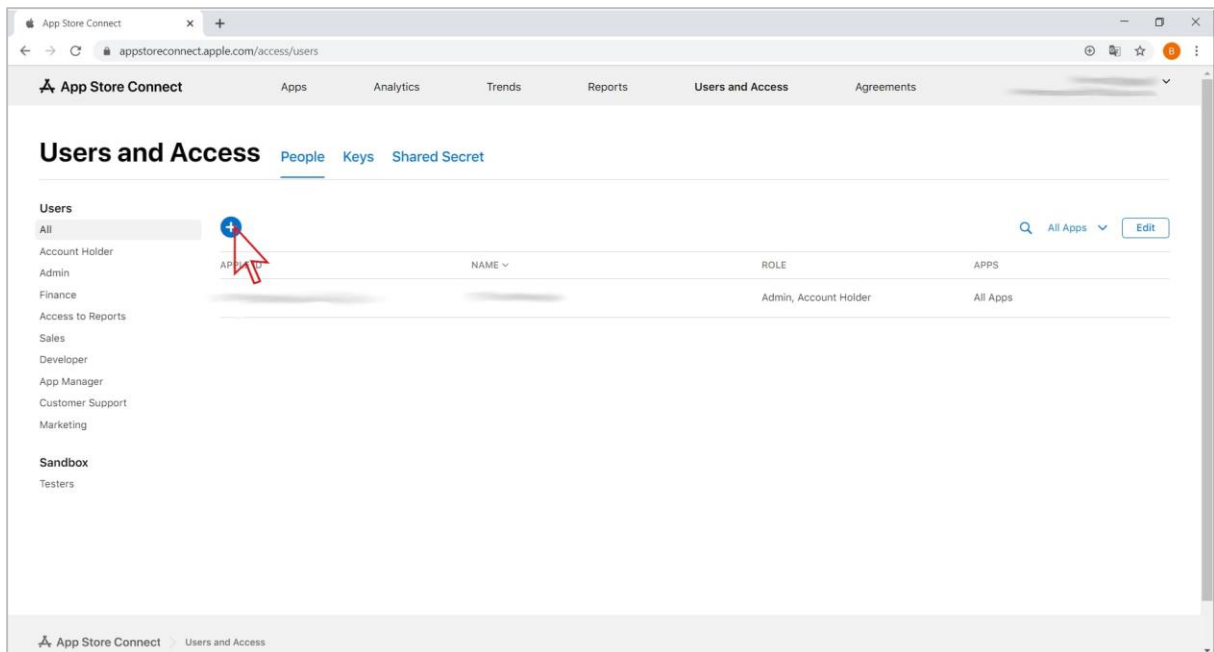 App Store Connect
appstoreconnect.apple.com/access/users
B
App Store Connect Apps Analytics Trends Reports Users and Access Agreements
Users and Access People Keys Shared Secret
Users
All
All Apps Edit
Account Holder
APPLE ID NAME ROLE APPS
Admin
Finance
Admin, Account Holder All Apps
Access to Reports
Sales
Developer
App Manager
Customer Support
Marketing
Sandbox
Testers
App Store Connect Users and Access